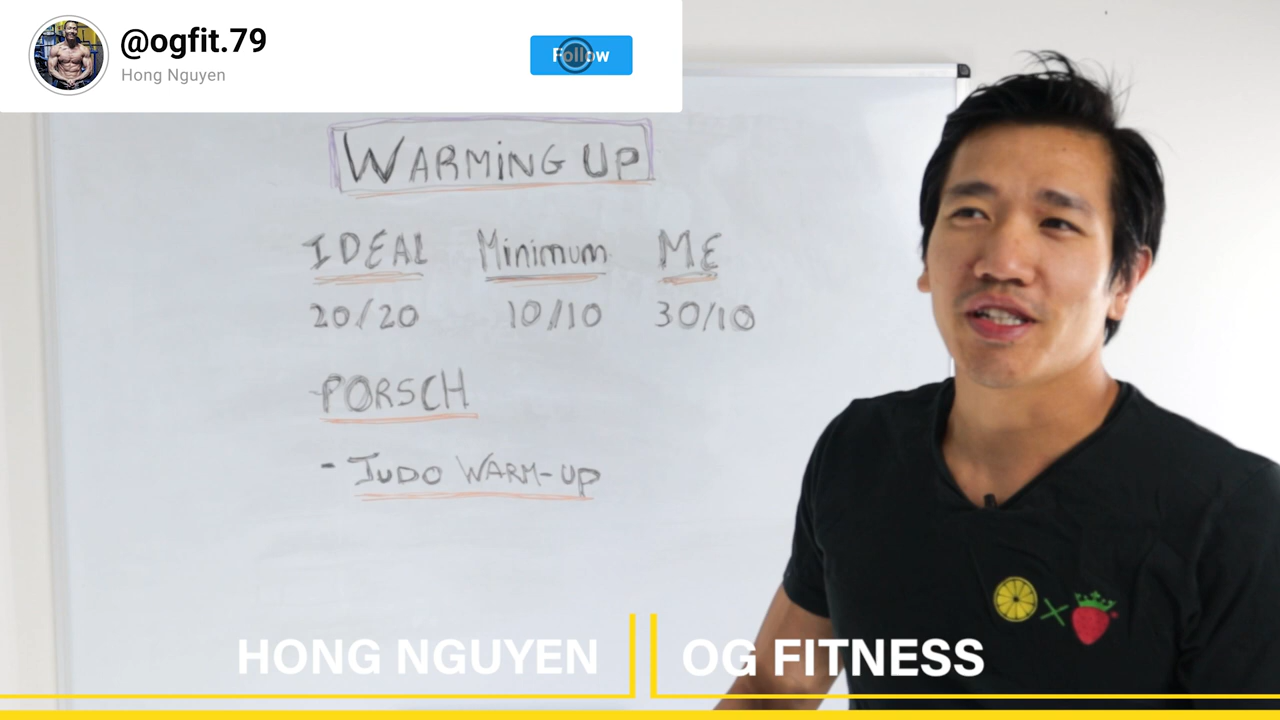 @ogfit.79
Hong Nguyen
Follow
WARMING UP
IDEAL Minimum ME
20/20 10/10 30/10
-PORSCH
- JUDO WARM-UP
HONG NGUYEN OG FITNESS